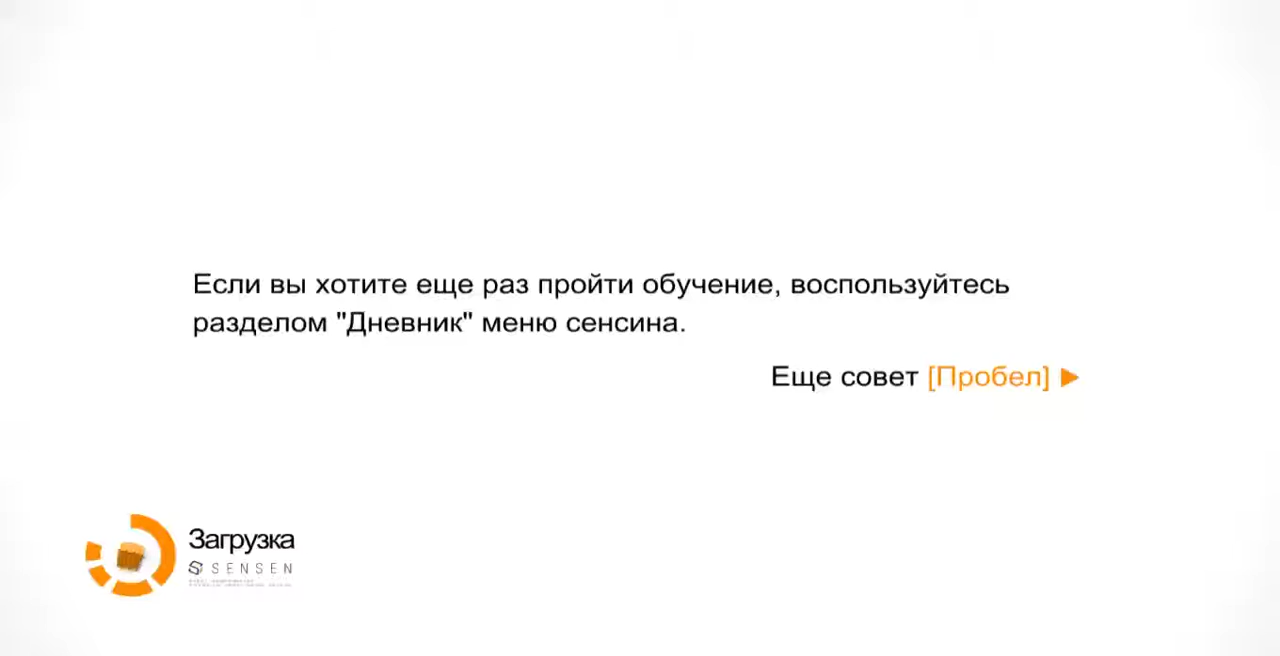 Если вы хотите еще раз пройти обучение, воспользуйтесь
разделом "Дневник" меню сенсина.
Еще совет [Пробел]
Загрузка
SENSEN